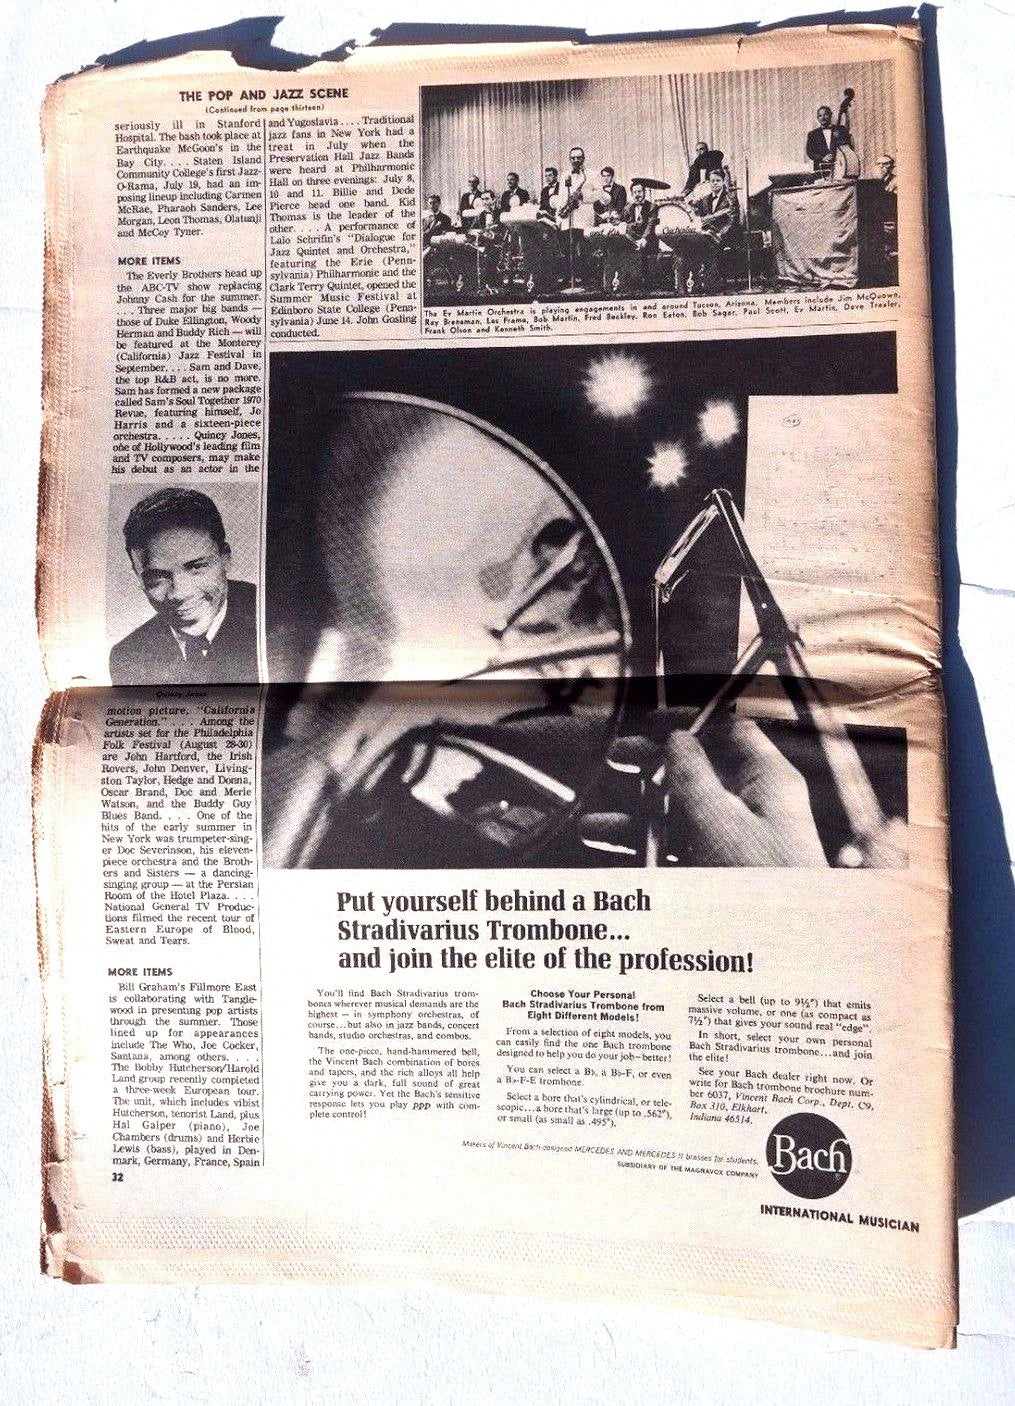 THE POP AND JAZZ SCENE
(Continued from page thirteen)
seriously ill in Stanford
Hospital. The bash took place at
Earthquake McGoon's in the
Bay City. . . . Staten Island
Community College's first Jazz-
O-Rama, July 19, had an im-
posing lineup including Carmen
McRae, Pharoah Sanders, Lee
Morgan, Leon Thomas, Olatunji
and McCoy Tyner.
MORE ITEMS
The Everly Brothers head up
the ABC-TV show replacing
Johnny Cash for the summer.
. . . Three major big bands —
those of Duke Ellington, Woody
Herman and Buddy Rich — will
be featured at the Monterey
(California) Jazz Festival in
September. . . . Sam and Dave,
the top R&B act, is no more.
Sam has formed a new package
called Sam's Soul Together 1970
Revue, featuring himself, Jo
Harris and a sixteen-piece
orchestra. . . . . Quincy Jones,
one of Hollywood's leading film
and TV composers, may make
his debut as an actor in the
Quincy Jones
motion picture, "California
Generation." . . . . Among the
artists set for the Philadelphia
Folk Festival (August 28-30)
are John Hartford, the Irish
Rovers, John Denver, Living-
ston Taylor, Hedge and Donna,
Oscar Brand, Doc and Merle
Watson, and the Buddy Guy
Blues Band. . . . One of the
hits of the early summer in
New York was trumpeter-sing-
er Doc Severinson, his eleven-
piece orchestra and the Broth-
ers and Sisters — a dancing-
singing group — at the Persian
Room of the Hotel Plaza. . . .
National General TV Produc-
tions filmed the recent tour of
Eastern Europe of Blood,
Sweat and Tears.
MORE ITEMS
Bill Graham's Fillmore East
is collaborating with Tangle-
wood in presenting pop artists
through the summer. Those
lined up for appearances
include The Who, Joe Cocker,
Santana, among others. . . .
The Bobby Hutcherson/Harold
Land group recently completed
a three-week European tour.
The unit, which includes vibist
Hutcherson, tenorist Land, plus
Hal Galper (piano), Joe
Chambers (drums) and Herbie
Lewis (bass), played in Den-
mark, Germany, France, Spain
32
and Yugoslavia . . . . Traditional
jazz fans in New York had a
treat in July when the
Preservation Hall Jazz Bands
were heard at Philharmonic
Hall on three evenings: July 8,
10 and 11. Billie and Dede
Pierce head one band. Kid
Thomas is the leader of the
other. . . . A performance of
Lalo Schrifin's "Dialogue for
Jazz Quintet and Orchestra,"
featuring the Erie (Penn-
sylvania) Philharmonic and the
Clark Terry Quintet, opened the
Summer Music Festival at
Edinboro State College (Penn-
sylvania) June 14. John Gosling
conducted.
Orchestra
The Ev Martin Orchestra is playing engagements in and around Tucson, Arizona. Members include Jim McQuown,
Ray Breneman, Les Frama, Bob Martin, Fred Beckley, Ron Eaton, Bob Sagar, Paul Scott, Ev Martin, Dave Trexler,
Frank Olson and Kenneth Smith.
Put yourself behind a Bach
Stradivarius Trombone...
and join the elite of the profession!
You'll find Bach Stradivarius trom-
bones wherever musical demands are the
highest – in symphony orchestras, of
course...but also in jazz bands, concert
bands, studio orchestras, and combos.
The one-piece, hand-hammered bell,
the Vincent Bach combination of bores
and tapers, and the rich alloys all help
give you a dark, full sound of great
carrying power. Yet the Bach's sensitive
response lets you play ppp with com-
plete control!
Choose Your Personal
Bach Stradivarius Trombone from
Eight Different Models!
From a selection of eight models, you
can easily find the one Bach trombone
designed to help you do your job–better!
You can select a B♭, a B♭-F, or even
a B♭-F-E trombone.
Select a bore that's cylindrical, or tele-
scopic...a bore that's large (up to .562"),
or small (as small as .495").
Select a bell (up to 9½") that emits
massive volume, or one (as compact as
7½") that gives your sound real "edge".
In short, select your own personal
Bach Stradivarius trombone...and join
the elite!
See your Bach dealer right now. Or
write for Bach trombone brochure num-
ber 6037, Vincent Bach Corp., Dept. C9,
Box 310, Elkhart,
Indiana 46514.
Makers of Vincent Bach-designed MERCEDES AND MERCEDES II brasses for students.
SUBSIDIARY OF THE MAGNAVOX COMPANY
Bach
INTERNATIONAL MUSICIAN